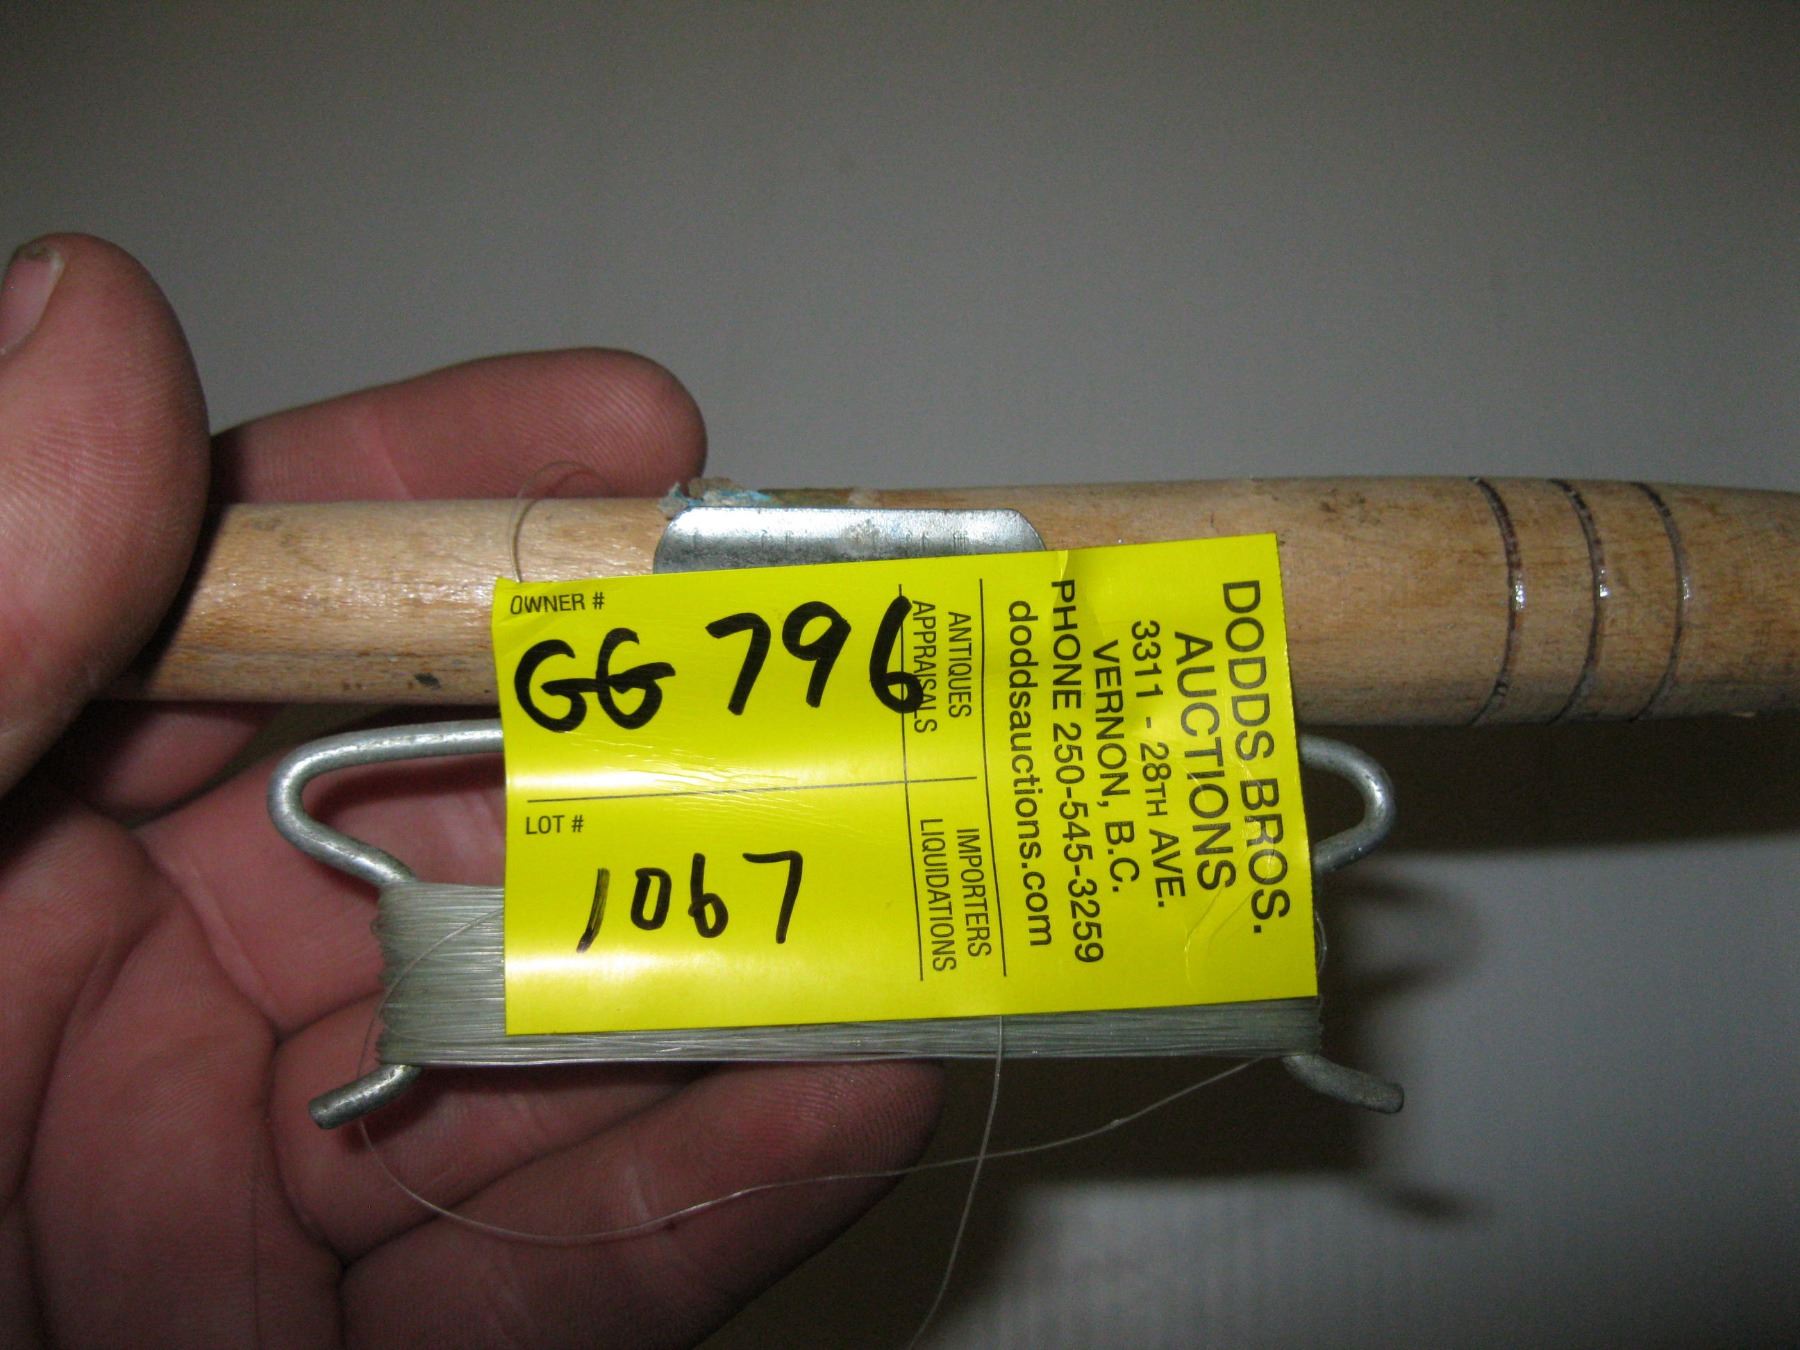 OWNER #
GG 796
LOT #
1067
ANTIQUES
APPRAISALS
IMPORTERS
LIQUIDATIONS
DODDS BROS.
AUCTIONS
3311 - 28TH AVE.
VERNON, B.C.
PHONE 250-545-3259
doddsauctions.com